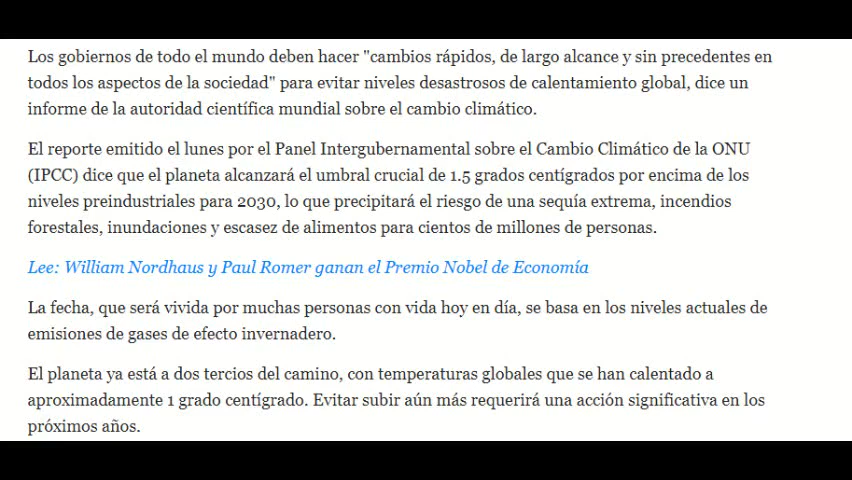 Los gobiernos de todo el mundo deben hacer "cambios rápidos, de largo alcance y sin precedentes en
todos los aspectos de la sociedad" para evitar niveles desastrosos de calentamiento global, dice un
informe de la autoridad científica mundial sobre el cambio climático.
El reporte emitido el lunes por el Panel Intergubernamental sobre el Cambio Climático de la ONU
(IPCC) dice que el planeta alcanzará el umbral crucial de 1.5 grados centígrados por encima de los
niveles preindustriales para 2030, lo que precipitará el riesgo de una sequía extrema, incendios
forestales, inundaciones y escasez de alimentos para cientos de millones de personas.
Lee: William Nordhaus y Paul Romer ganan el Premio Nobel de Economía
La fecha, que será vivida por muchas personas con vida hoy en día, se basa en los niveles actuales de
emisiones de gases de efecto invernadero.
El planeta ya está a dos tercios del camino, con temperaturas globales que se han calentado a
aproximadamente 1 grado centígrado. Evitar subir aún más requerirá una acción significativa en los
próximos años.